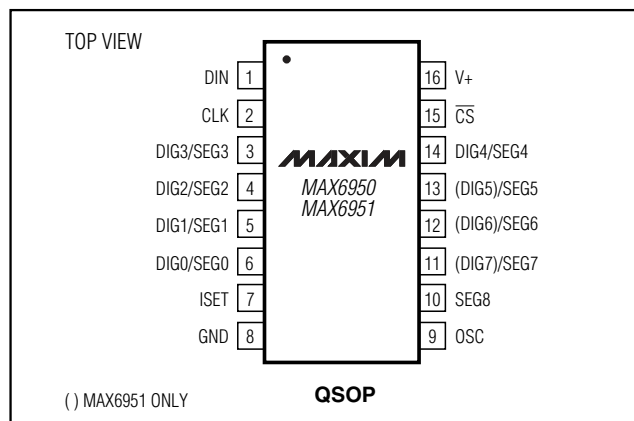 TOP VIEW
DIN 1
CLK 2
DIG3/SEG3 3
DIG2/SEG2 4
DIG1/SEG1 5
DIG0/SEG0 6
ISET 7
GND 8
MAXIM
MAX6950
MAX6951
16 V+
15 CS
14 DIG4/SEG4
13 (DIG5)/SEG5
12 (DIG6)/SEG6
11 (DIG7)/SEG7
10 SEG8
9 OSC
( ) MAX6951 ONLY
QSOP